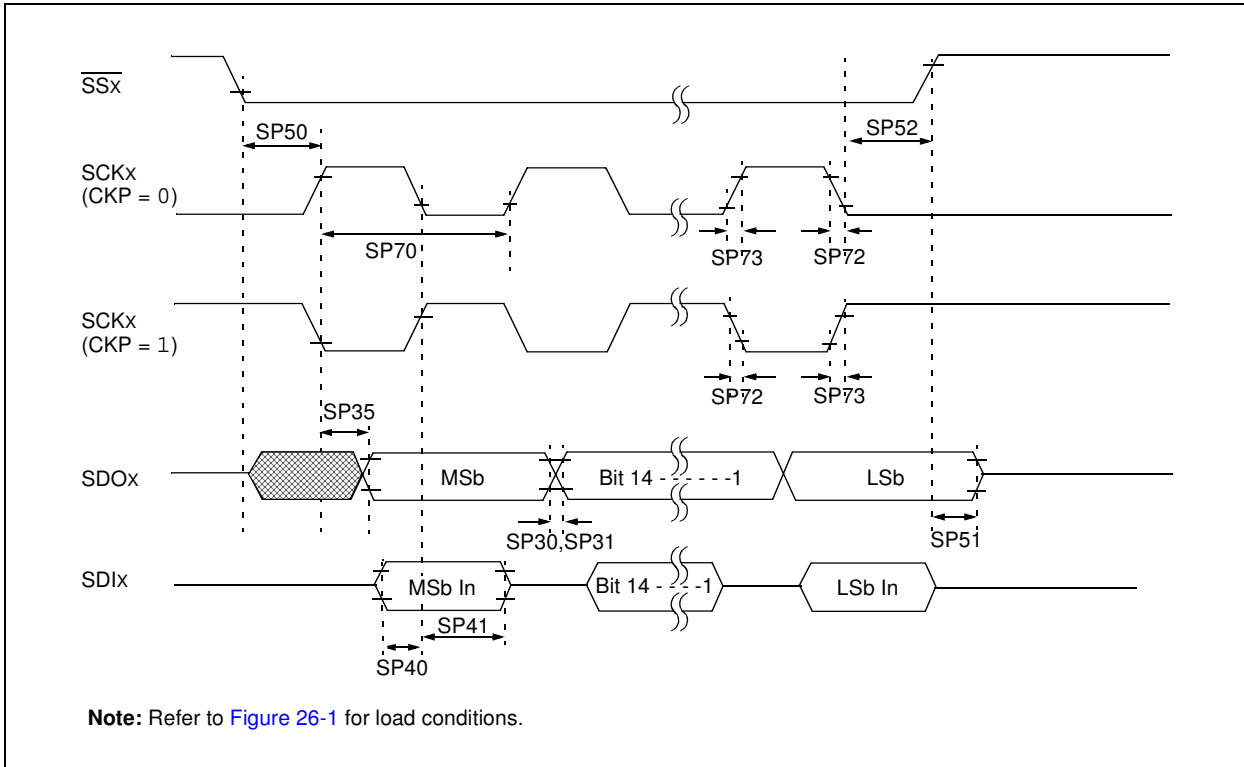 SSx
SP50
SP52
SCKx
(CKP = 0)
SP70
SP73
SP72
SCKx
(CKP = 1)
SP72
SP73
SP35
SDOx
MSb
Bit 14 - - - - - -1
LSb
SP30,SP31
SP51
SDIx
MSb In
Bit 14 - - - -1
LSb In
SP41
SP40
Note: Refer to Figure 26-1 for load conditions.